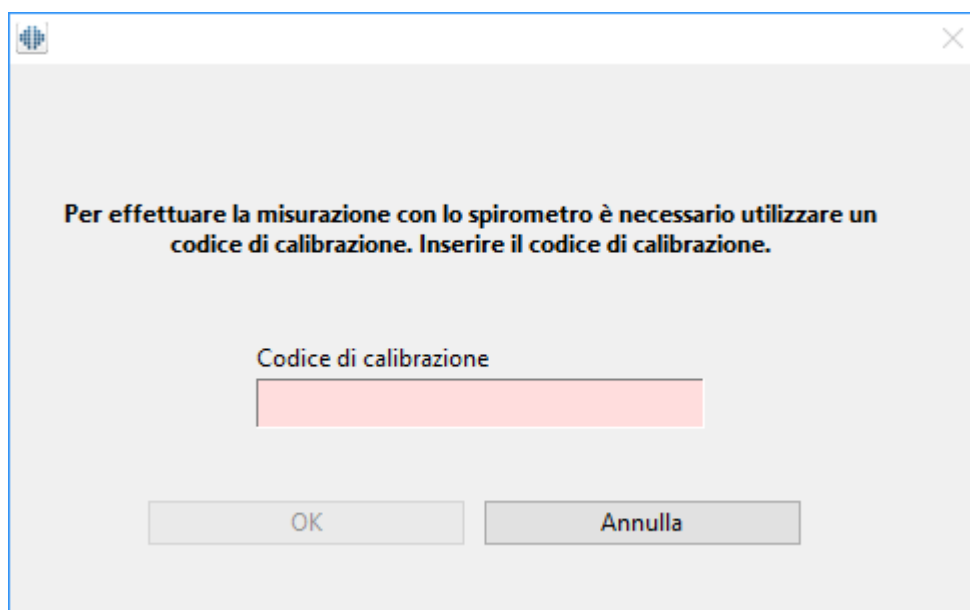 Per effettuare la misurazione con lo spirometro è necessario utilizzare un
codice di calibrazione. Inserire il codice di calibrazione.
Codice di calibrazione
OK
Annulla